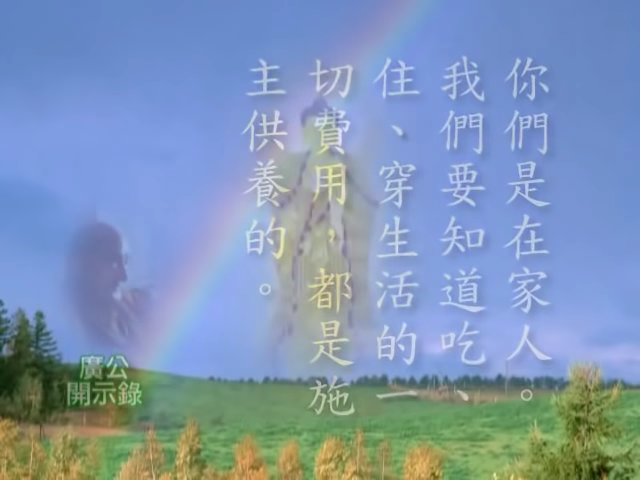 你們是在家人。
我們要知道吃、
住、穿生活的一
切費用，都是施
主供養的。
廣公
開示錄